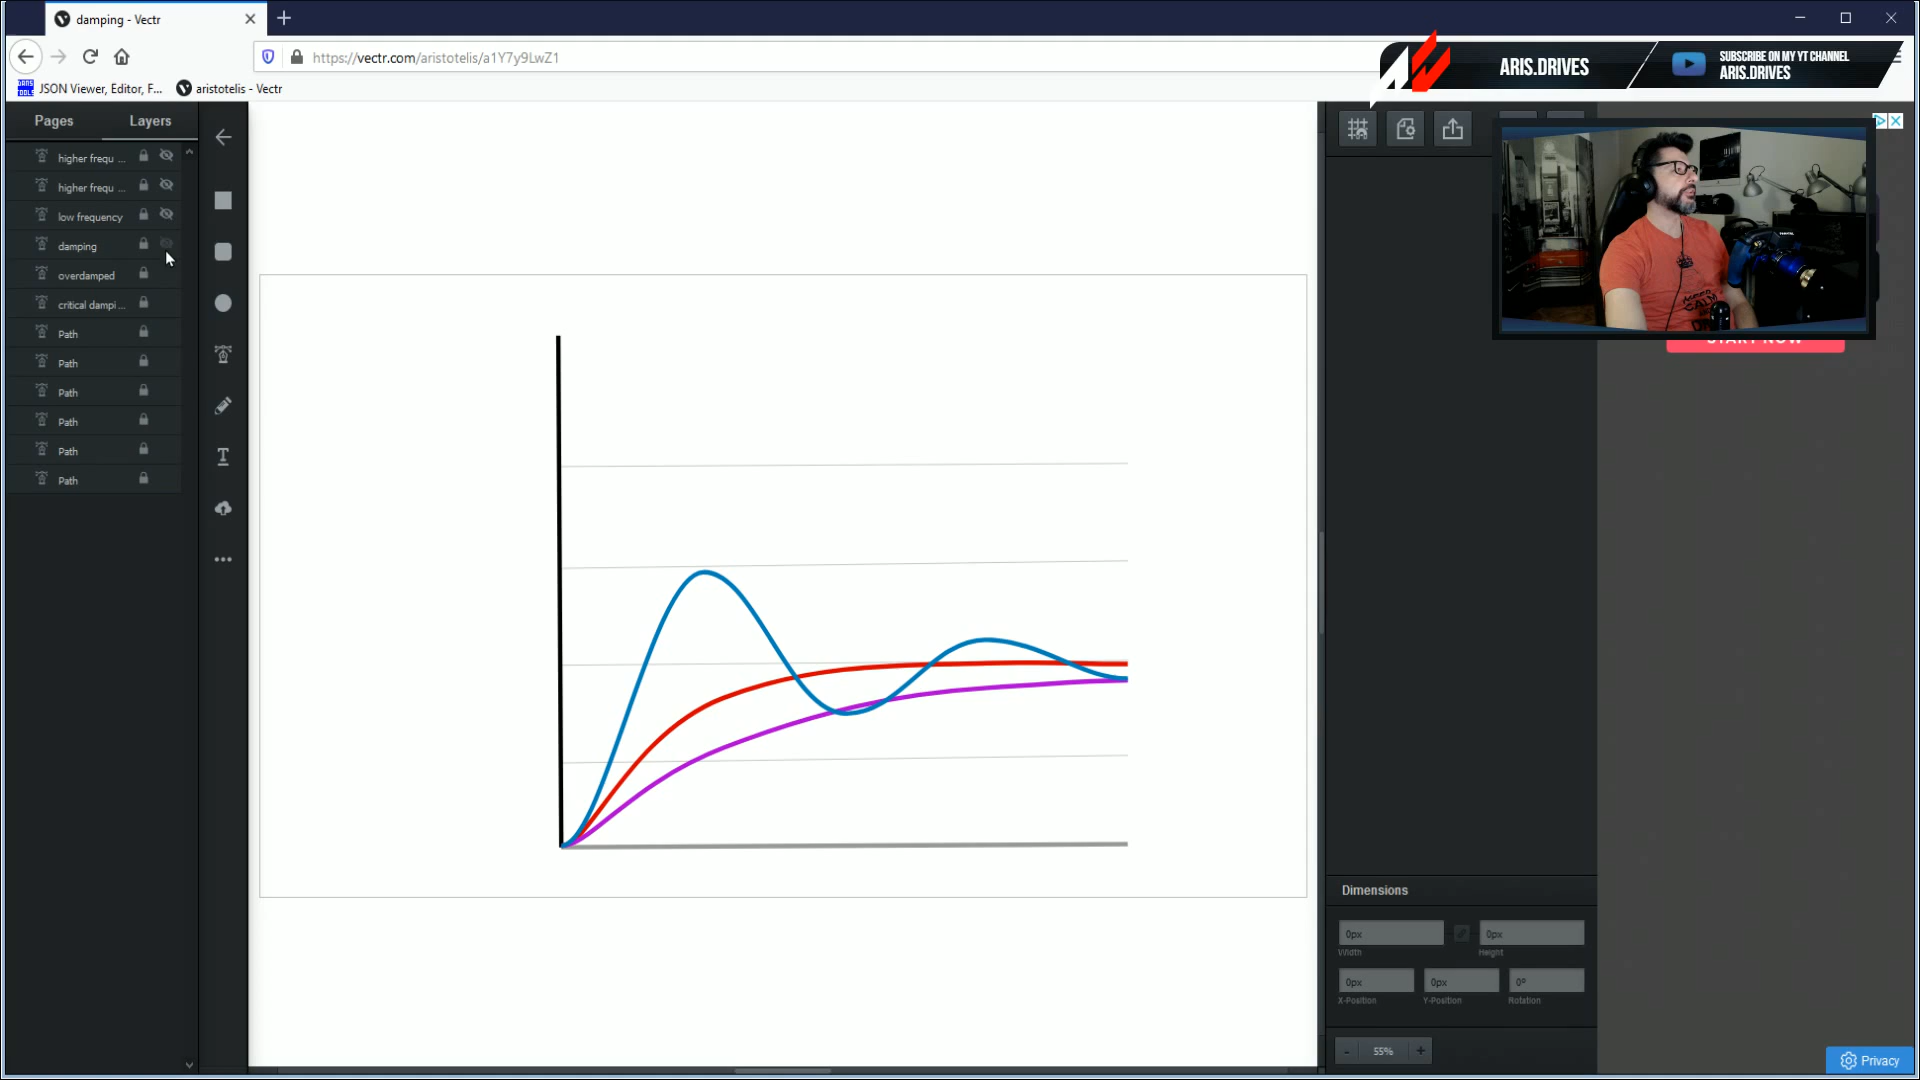 damping - Vectr
https://vectr.com/aristotelis/a1Y7y9LwZ1
JSON Viewer, Editor, F...
aristotelis - Vectr
ARIS.DRIVES
SUBSCRIBE ON MY YT CHANNEL
ARIS.DRIVES
Pages
Layers
higher frequ ...
higher frequ ...
low frequency
damping
overdamped
critical dampi ...
Path
Path
Path
Path
Path
Path
START NOW
Dimensions
0px
0px
Width
Height
0px
0px
0°
X-Position
Y-Position
Rotation
- 55% +
Privacy